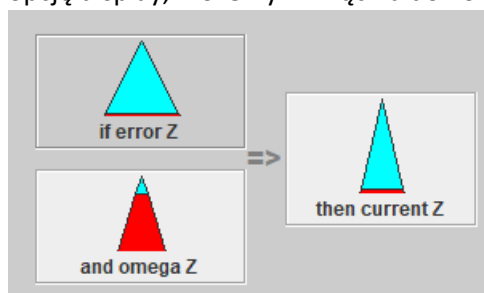 if error Z
=>
and omega Z
then current Z